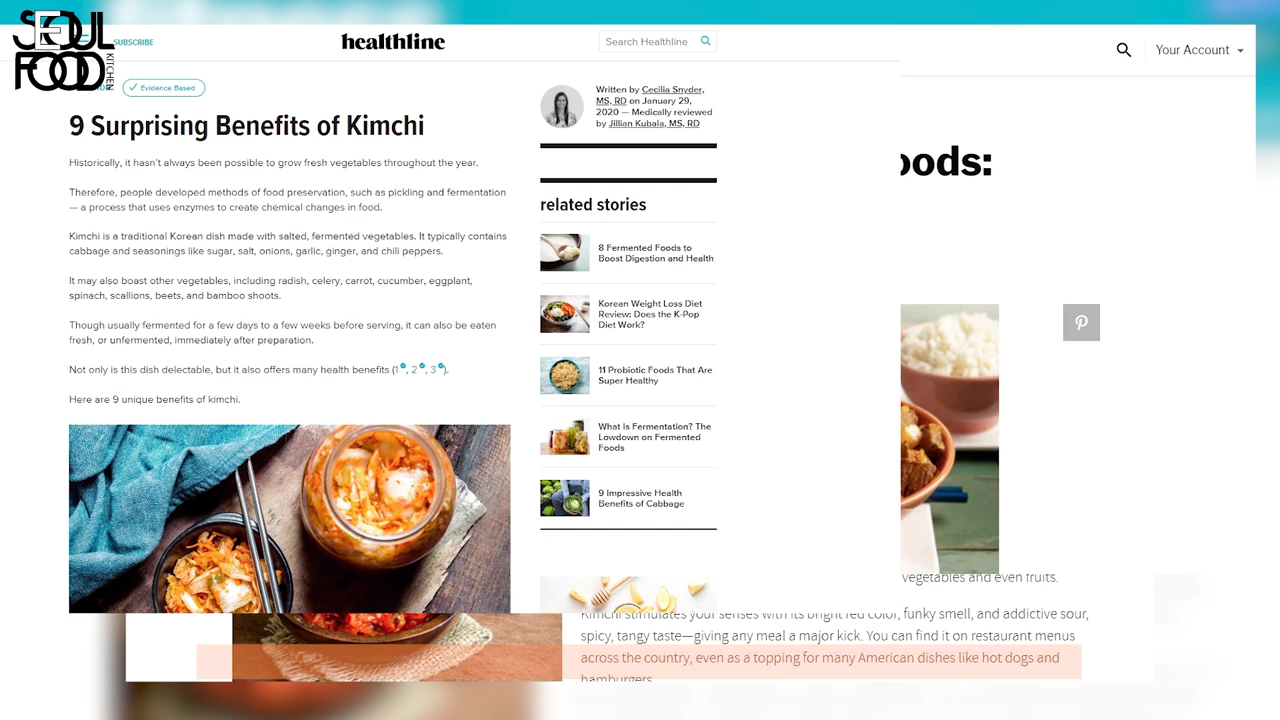 SEOUL
FOOD
KITCHEN
SUBSCRIBE
healthline
Search Healthline
Your Account
Evidence Based
9 Surprising Benefits of Kimchi
Historically, it hasn't always been possible to grow fresh vegetables throughout the year.
Therefore, people developed methods of food preservation, such as pickling and fermentation
— a process that uses enzymes to create chemical changes in food.
Kimchi is a traditional Korean dish made with salted, fermented vegetables. It typically contains
cabbage and seasonings like sugar, salt, onions, garlic, ginger, and chili peppers.
It may also boast other vegetables, including radish, celery, carrot, cucumber, eggplant,
spinach, scallions, beets, and bamboo shoots.
Though usually fermented for a few days to a few weeks before serving, it can also be eaten
fresh, or unfermented, immediately after preparation.
Not only is this dish delectable, but it also offers many health benefits (1, 2, 3).
Here are 9 unique benefits of kimchi.
Written by Cecilia Snyder,
MS, RD on January 29,
2020 — Medically reviewed
by Jillian Kubala, MS, RD
related stories
8 Fermented Foods to
Boost Digestion and Health
Korean Weight Loss Diet
Review: Does the K-Pop
Diet Work?
11 Probiotic Foods That Are
Super Healthy
What Is Fermentation? The
Lowdown on Fermented
Foods
9 Impressive Health
Benefits of Cabbage
oods:
vegetables and even fruits.
Kimchi stimulates your senses with its bright red color, funky smell, and addictive sour,
spicy, tangy taste—giving any meal a major kick. You can find it on restaurant menus
across the country, even as a topping for many American dishes like hot dogs and
hamburgers